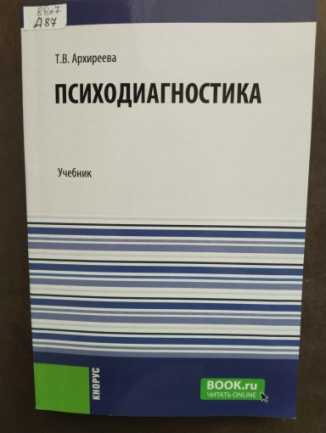 88я7
А87
Т.В. Архиреева
ПСИХОДИАГНОСТИКА
Учебник
КНОРУС
BOOK.ru
ЧИТАТЬ ONLINE